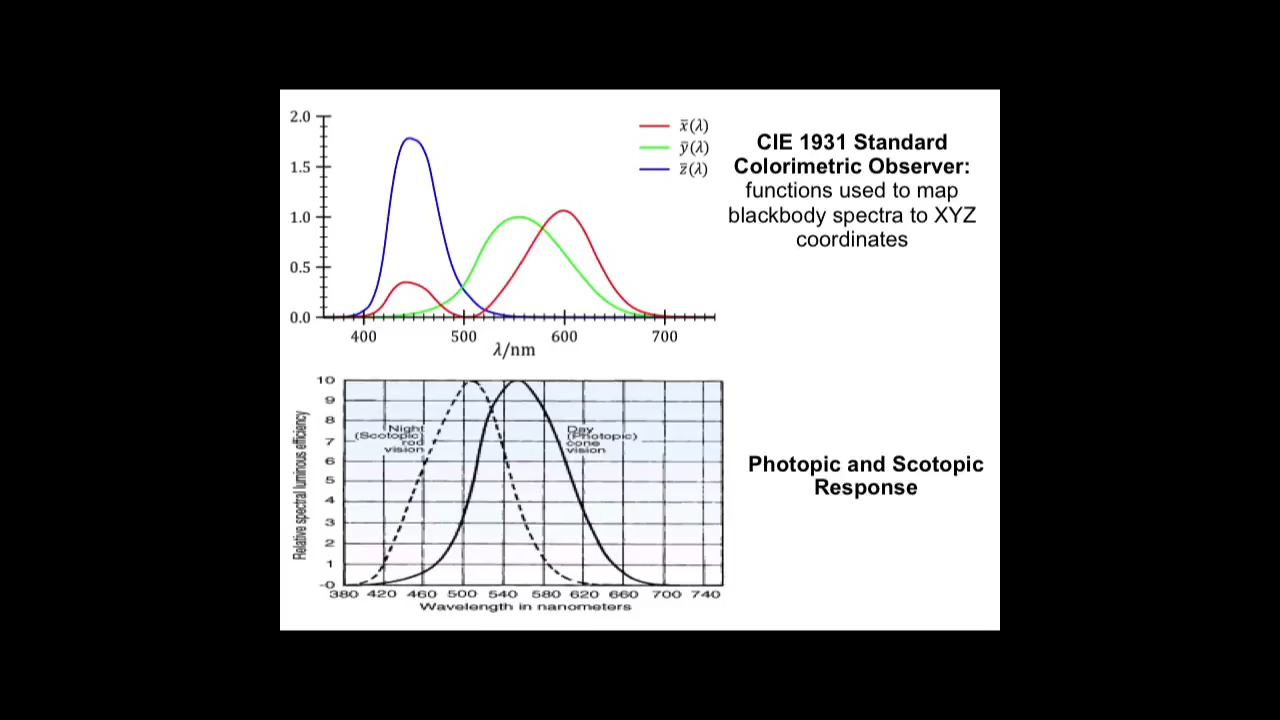 2.0
1.5
1.0
0.5
0.0
400 500 600 700
λ/nm
x̄(λ)
ȳ(λ)
z̄(λ)
CIE 1931 Standard
Colorimetric Observer:
functions used to map
blackbody spectra to XYZ
coordinates
Relative spectral luminous efficiency
10
9
8
7
6
5
4
3
2
1
-0
Night
(Scotopic)
rod
vision
Day
(Photopic)
cone
vision
380 420 460 500 540 580 620 660 700 740
Wavelength in nanometers
Photopic and Scotopic
Response